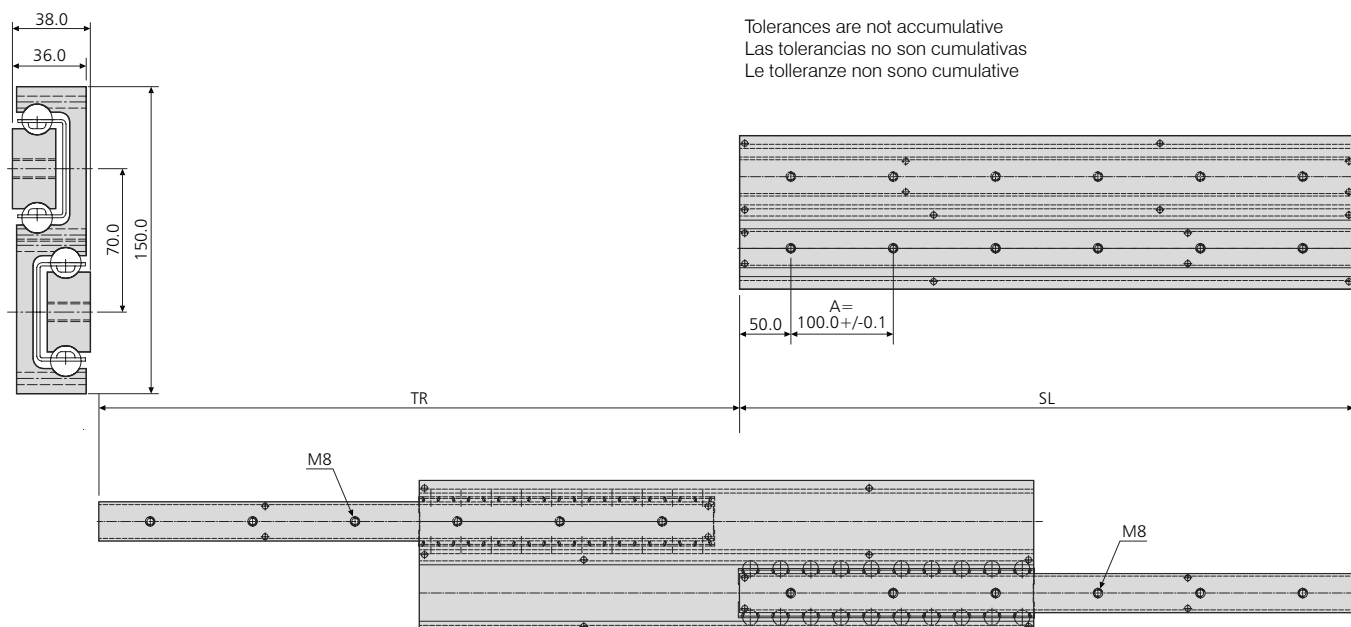 38.0
36.0
Tolerances are not accumulative
Las tolerancias no son cumulativas
Le tolleranze non sono cumulative
70.0
150.0
50.0
A=
100.0+/-0.1
TR
SL
M8
M8